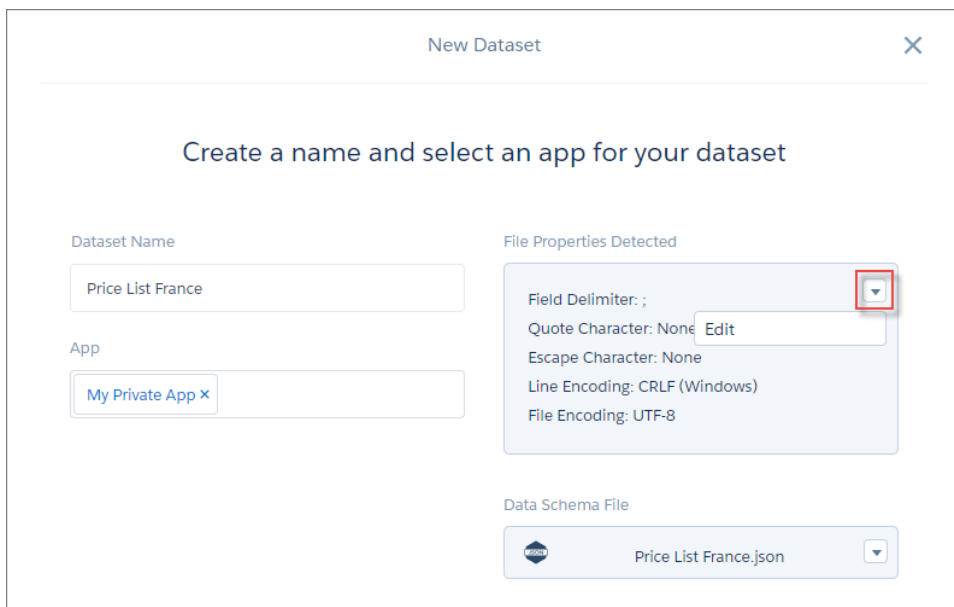 New Dataset
Create a name and select an app for your dataset
Dataset Name
Price List France
App
My Private App ×
File Properties Detected
Field Delimiter: ;
Quote Character: None
Edit
Escape Character: None
Line Encoding: CRLF (Windows)
File Encoding: UTF-8
Data Schema File
JSON
Price List France.json